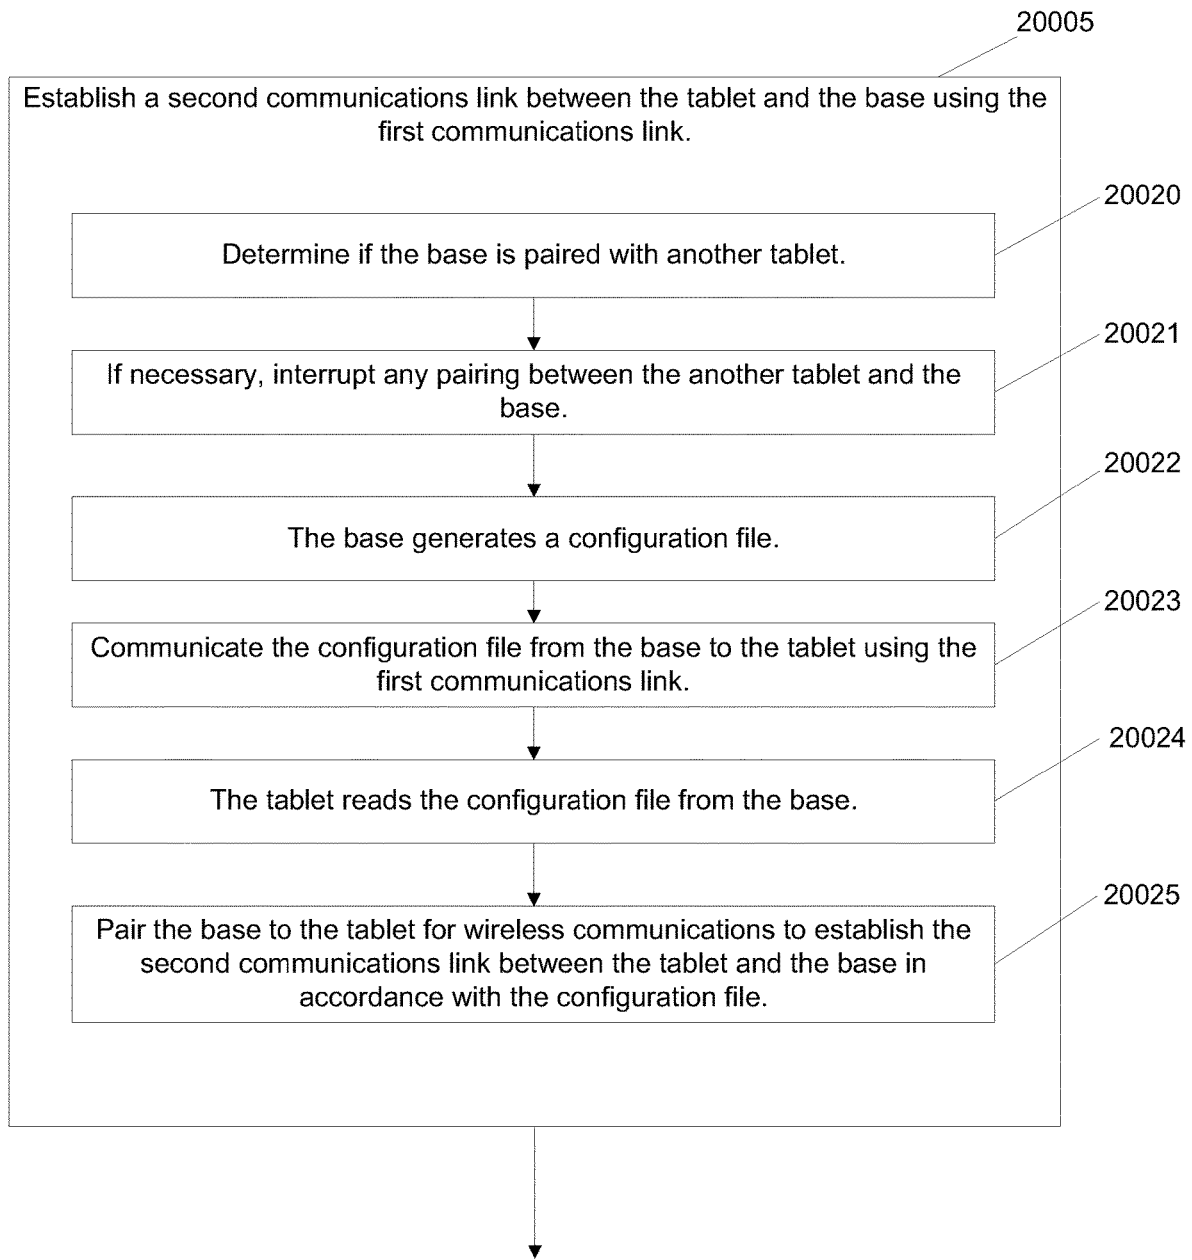 20005
Establish a second communications link between the tablet and the base using the
first communications link.
20020
Determine if the base is paired with another tablet.
20021
If necessary, interrupt any pairing between the another tablet and the
base.
20022
The base generates a configuration file.
20023
Communicate the configuration file from the base to the tablet using the
first communications link.
20024
The tablet reads the configuration file from the base.
20025
Pair the base to the tablet for wireless communications to establish the
second communications link between the tablet and the base in
accordance with the configuration file.